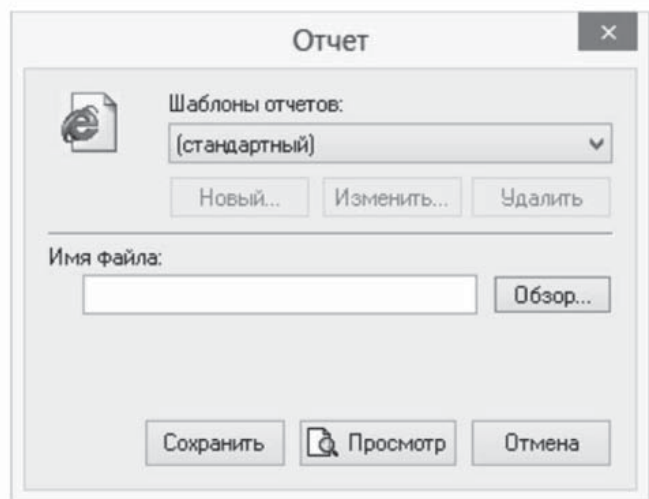 Отчет
Шаблоны отчетов:
(стандартный)
Новый... Изменить... Удалить
Имя файла:
Обзор...
Сохранить Просмотр Отмена